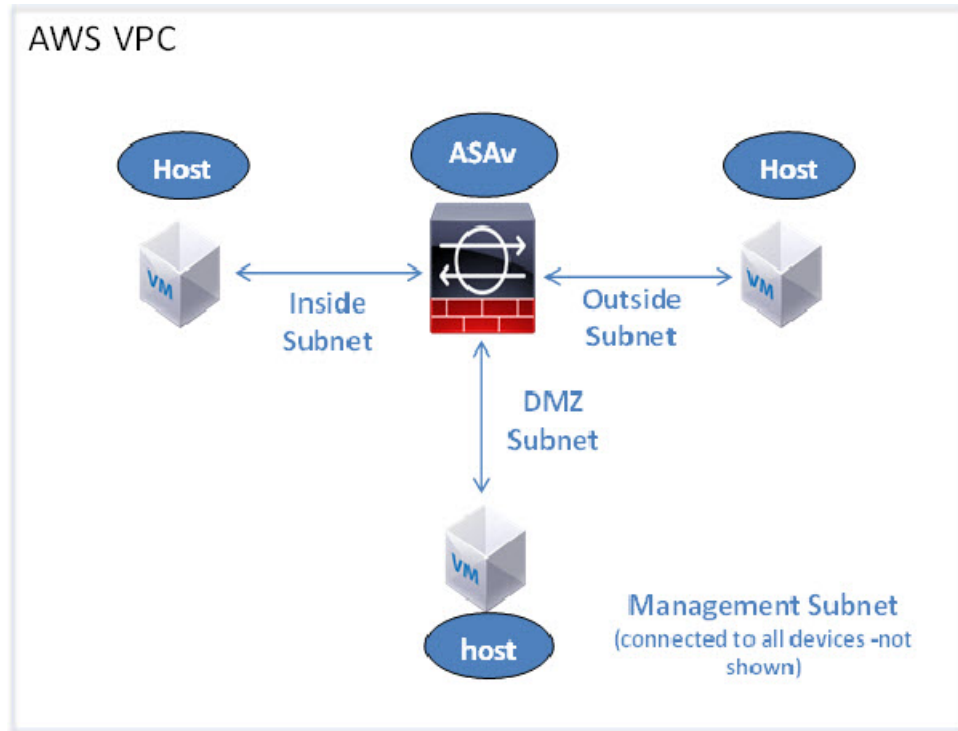 AWS VPC
Host
ASAv
Host
VM
VM
Inside
Subnet
Outside
Subnet
DMZ
Subnet
VM
host
Management Subnet
(connected to all devices -not
shown)